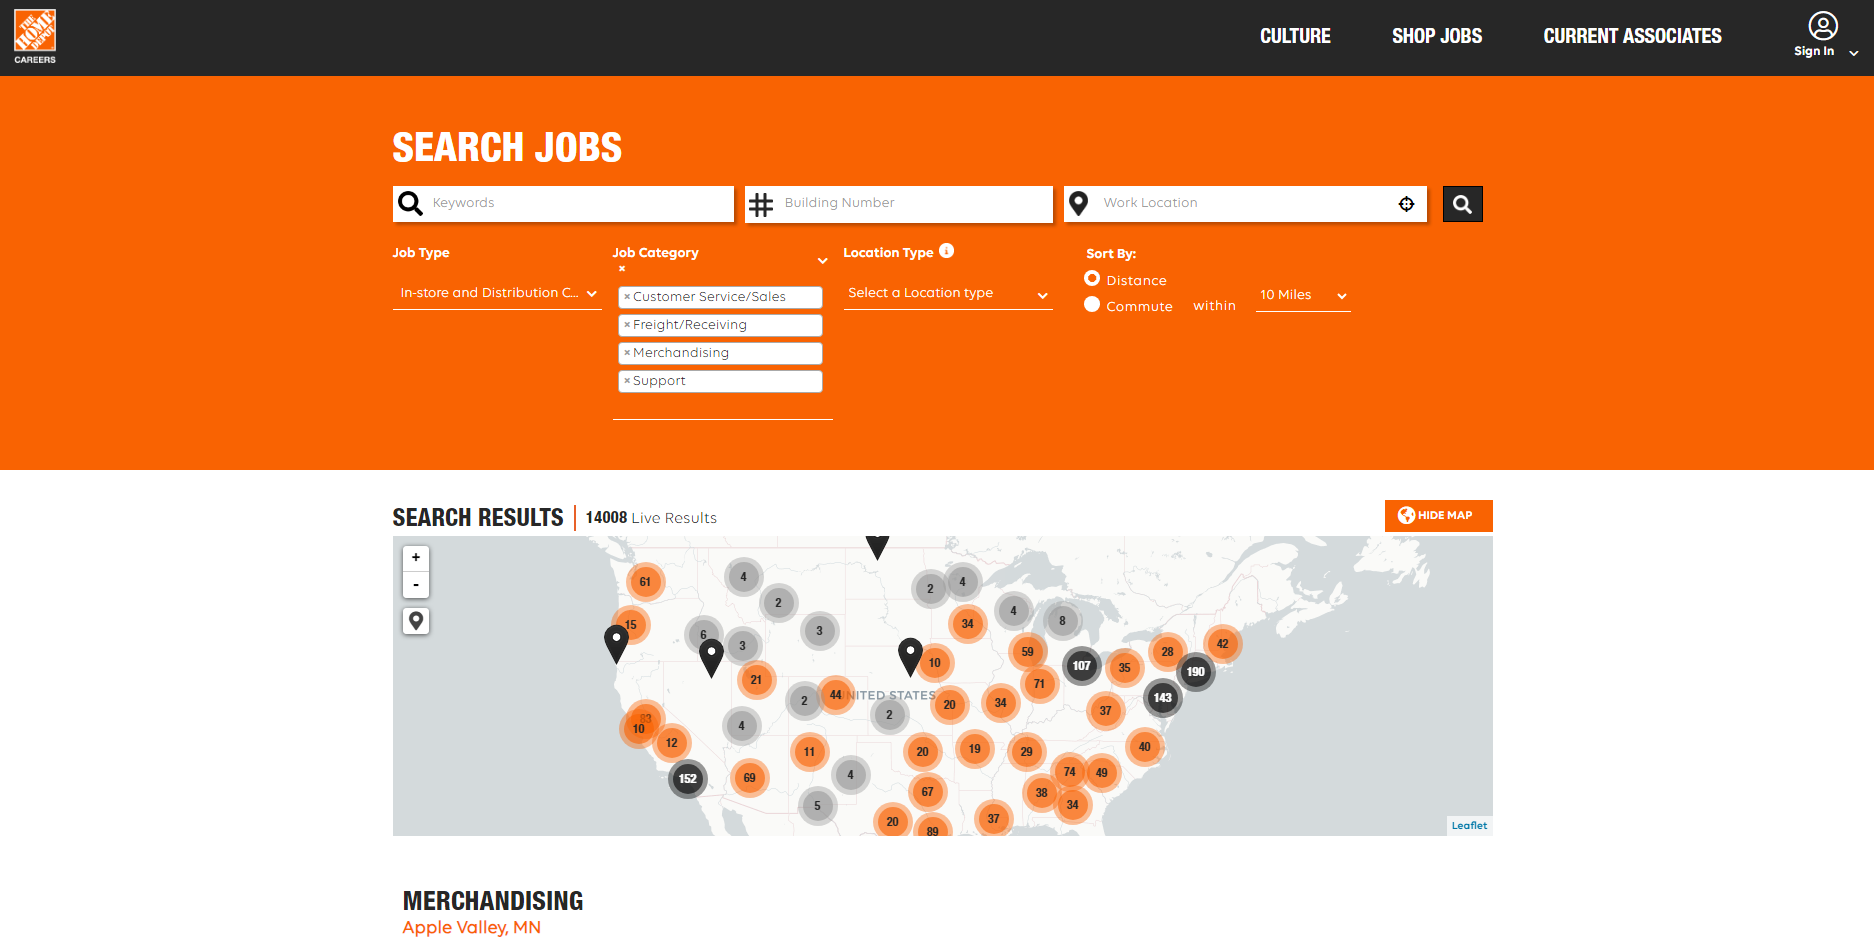 THE HOME DEPOT
CAREERS
CULTURE
SHOP JOBS
CURRENT ASSOCIATES
Sign In
SEARCH JOBS
Keywords
Building Number
Work Location
Job Type
In-store and Distribution C...
Job Category
×
× Customer Service/Sales
× Freight/Receiving
× Merchandising
× Support
Location Type i
Select a Location type
Sort By:
Distance
Commute within 10 Miles
SEARCH RESULTS
14008 Live Results
HIDE MAP
+
-
61
4
2
2
4
15
6
3
3
34
4
8
21
10
59
107
35
28
42
190
71
143
2
44
UNITED STATES
2
20
34
37
83
10
12
4
11
20
19
29
40
152
69
4
67
74
49
5
38
34
20
89
37
Leaflet
MERCHANDISING
Apple Valley, MN